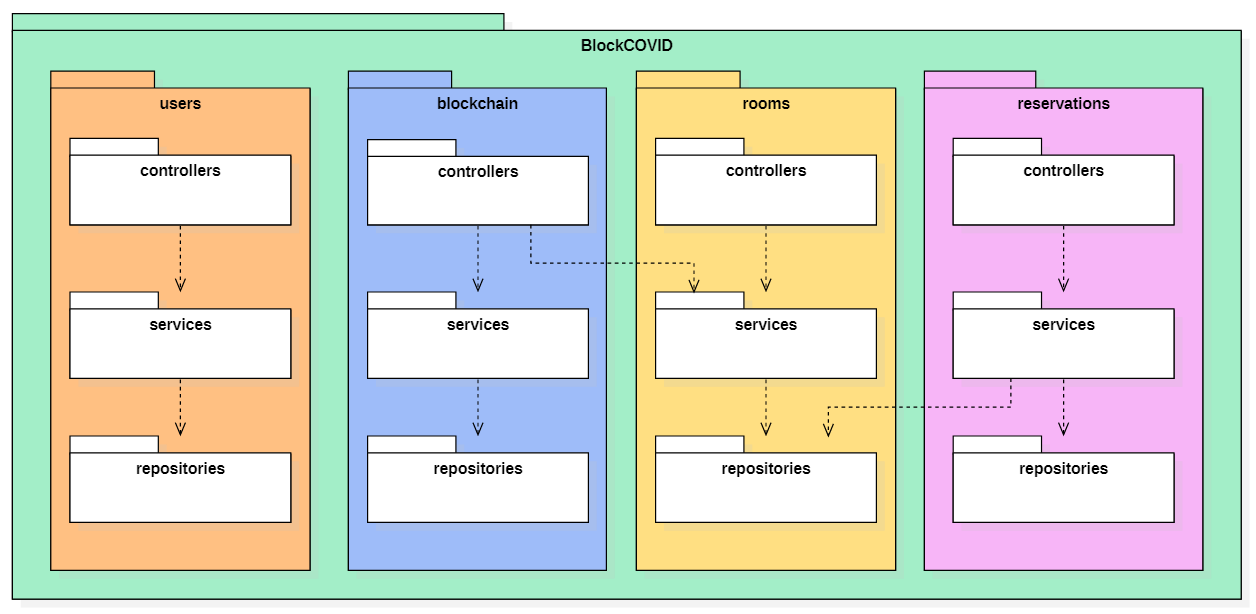 BlockCOVID
users
blockchain
rooms
reservations
controllers
controllers
controllers
controllers
services
services
services
services
repositories
repositories
repositories
repositories